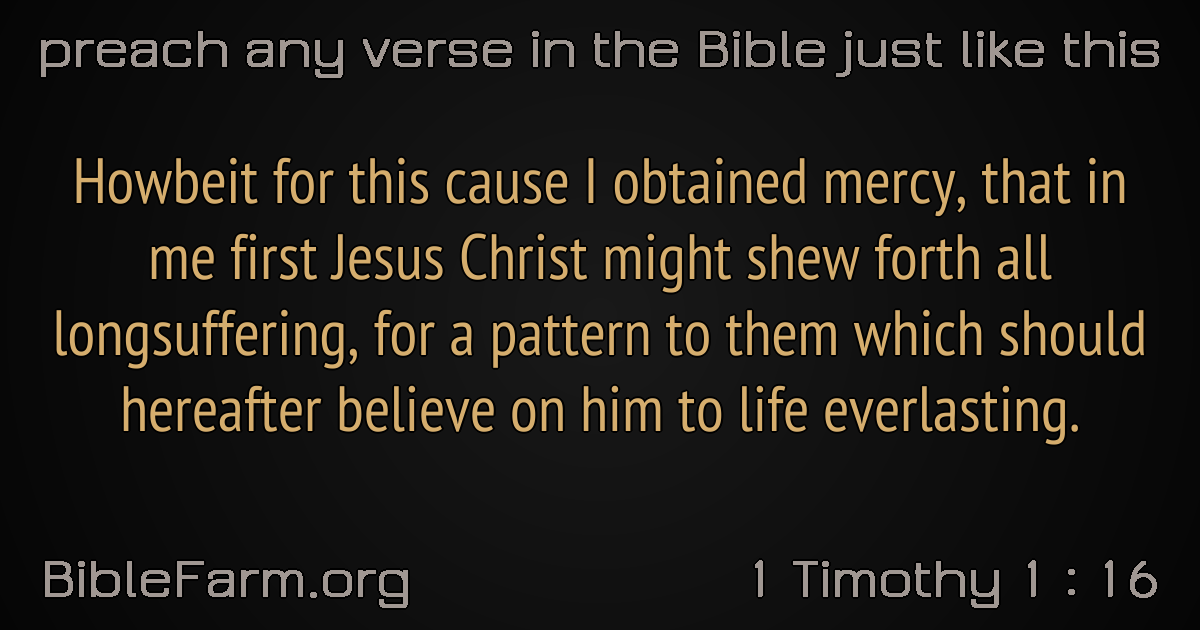 preach any verse in the Bible just like this
Howbeit for this cause I obtained mercy, that in
me first Jesus Christ might shew forth all
longsuffering, for a pattern to them which should
hereafter believe on him to life everlasting.
BibleFarm.org
1 Timothy 1 : 16